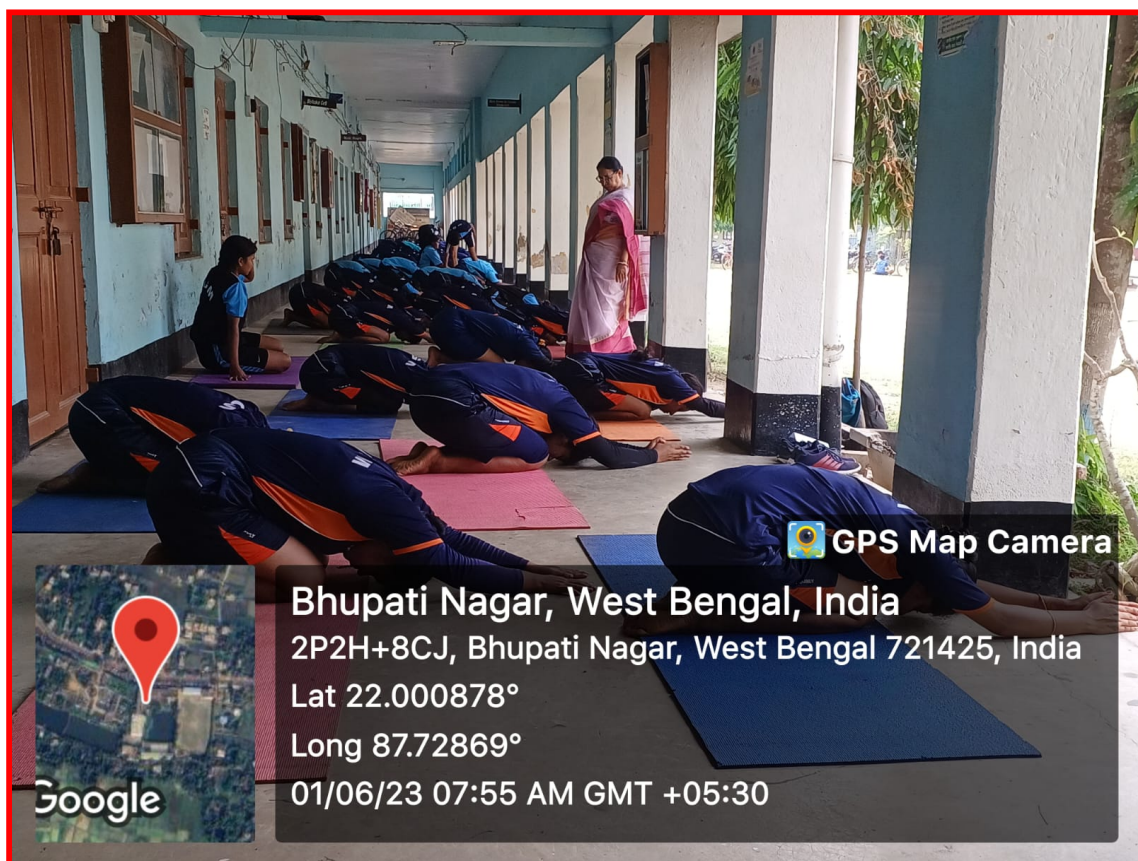 GPS Map Camera
Bhupati Nagar, West Bengal, India
2P2H+8CJ, Bhupati Nagar, West Bengal 721425, India
Lat 22.000878°
Long 87.72869°
01/06/23 07:55 AM GMT +05:30
Google